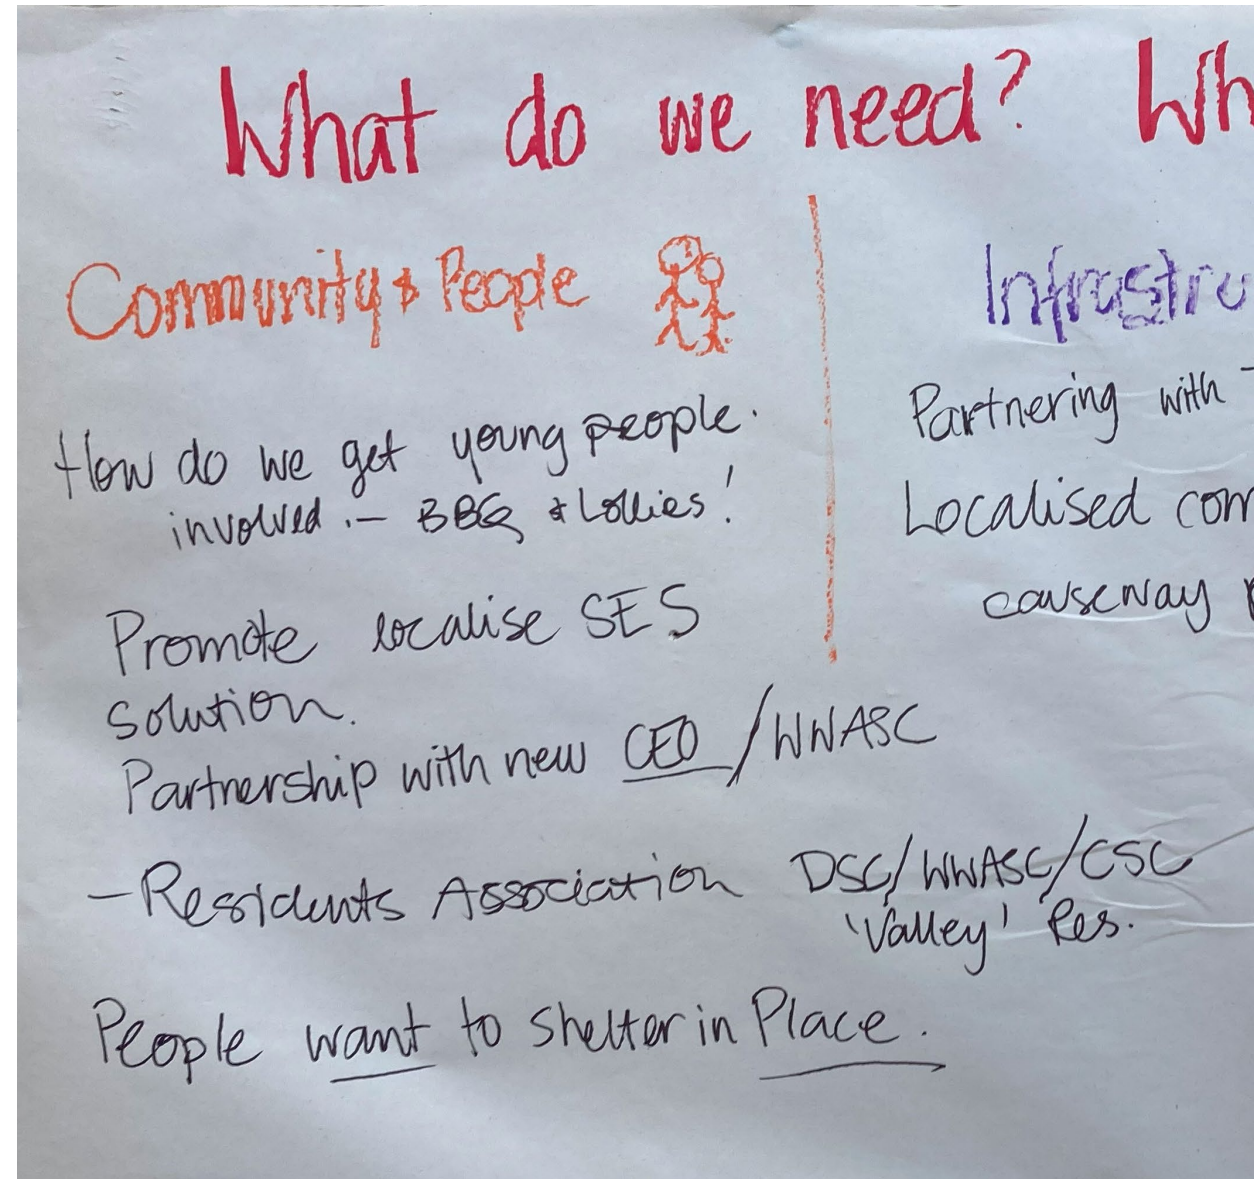 What do we need? Wh
Community & People
How do we get young people.
involved :- BBQ & Lollies!
Promote localise SES
solution.
Partnership with new CEO / WWASC
- Residents Association DSC/WWASC/CSC
'Valley' Res.
People want to shelter in Place.
Infrastru
Partnering with
Localised com
causeway